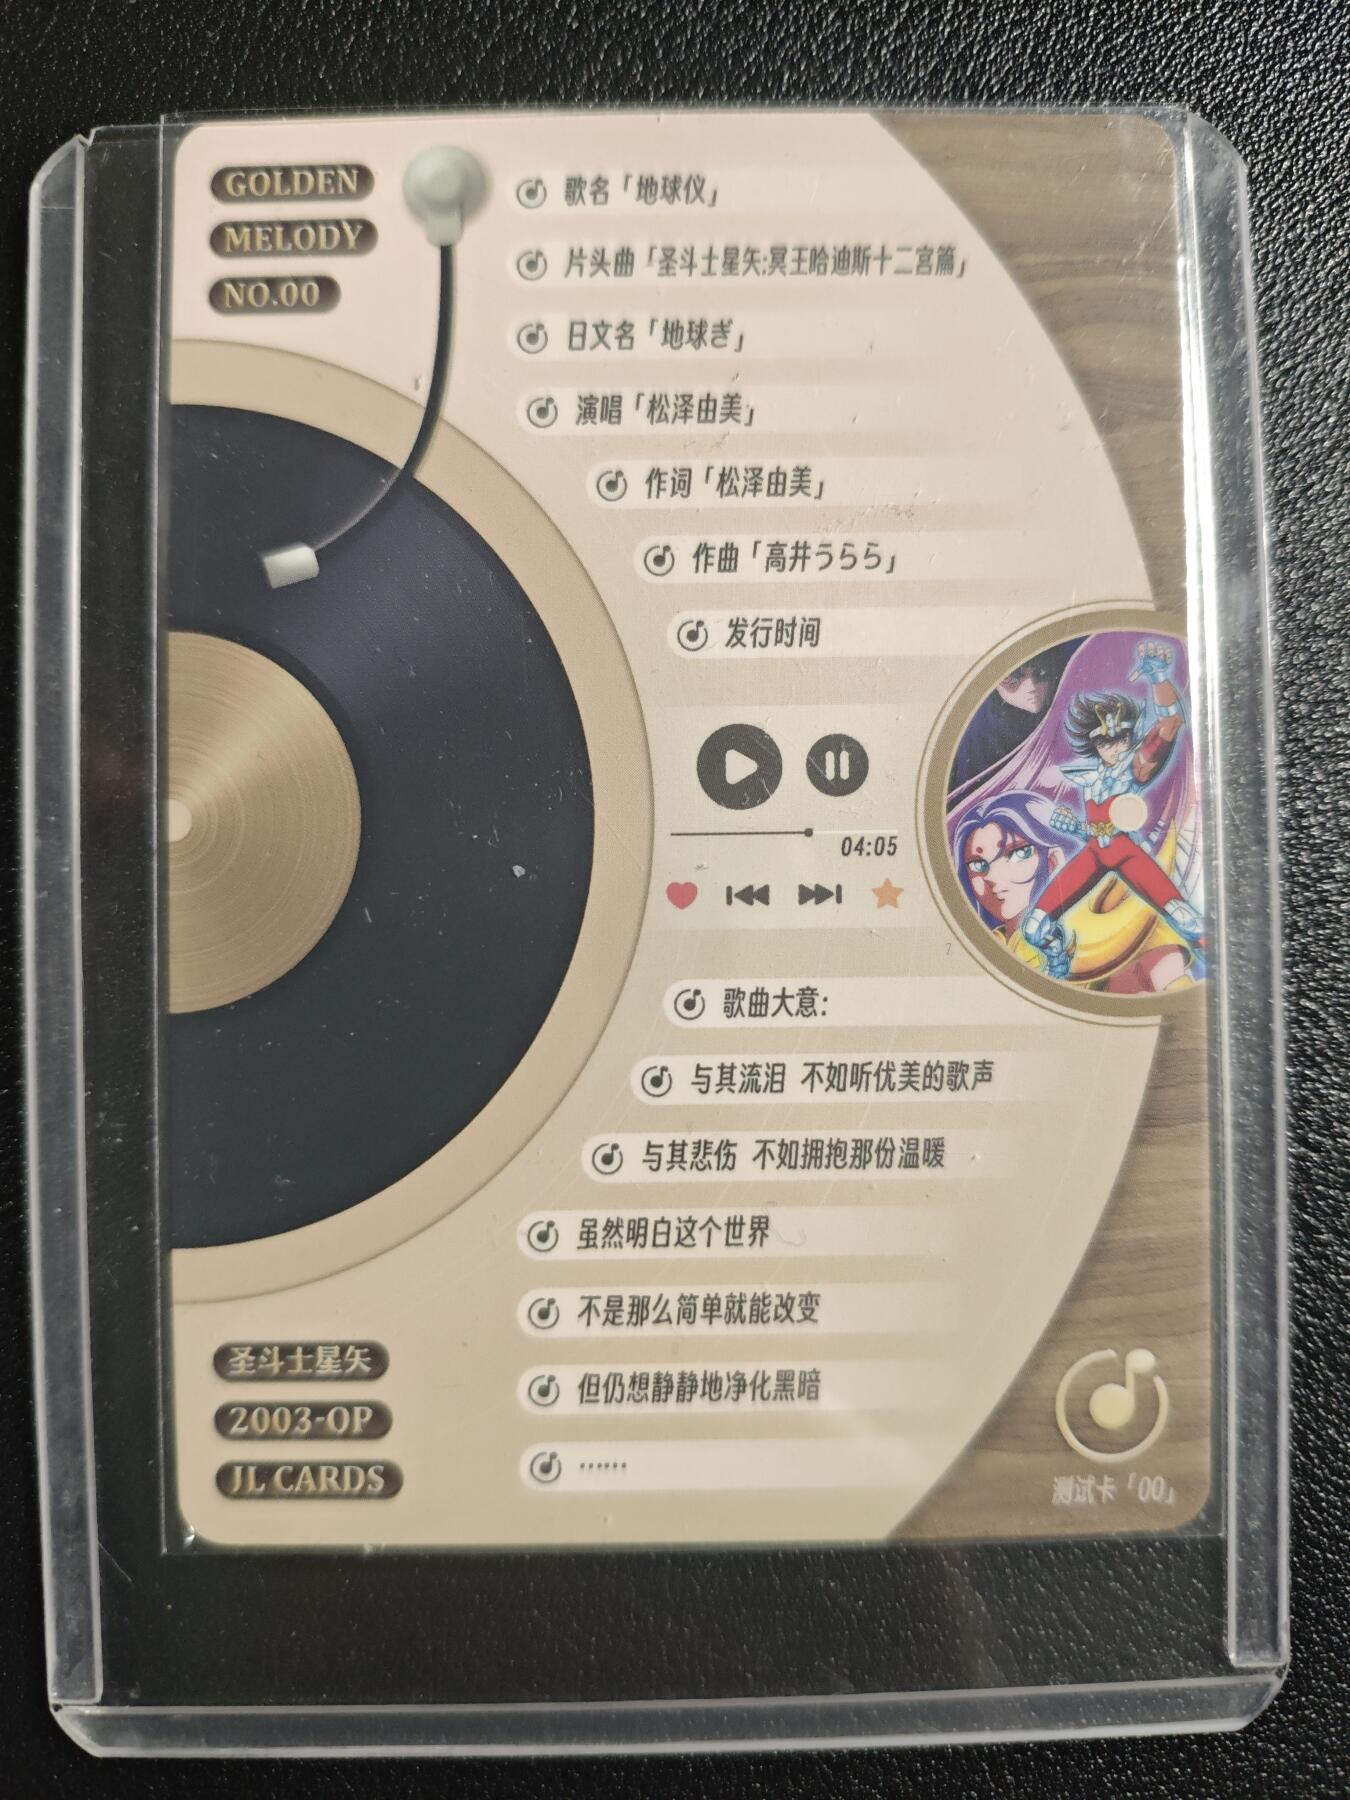 GOLDEN
MELODY
NO.00
歌名「地球仪」
片头曲「圣斗士星矢:冥王哈迪斯十二宫篇」
日文名「地球ぎ」
演唱「松泽由美」
作词「松泽由美」
作曲「高井うらら」
发行时间
04:05
歌曲大意:
与其流泪 不如听优美的歌声
与其悲伤 不如拥抱那份温暖
虽然明白这个世界
不是那么简单就能改变
但仍想静静地净化黑暗
······
圣斗士星矢
2003-OP
JL CARDS
测试卡「00」